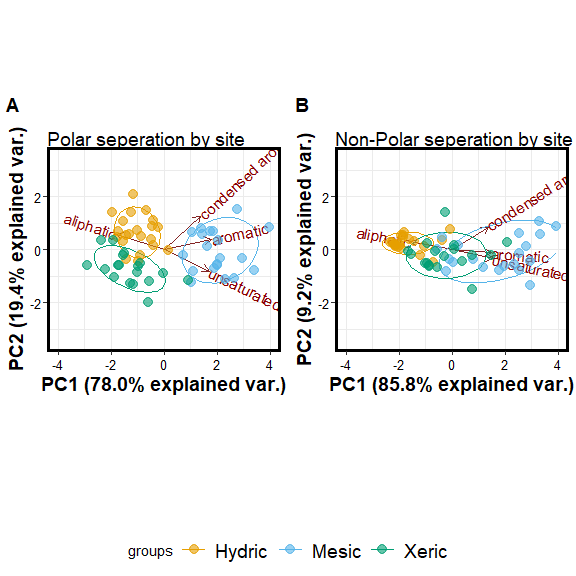 A
B
Polar seperation by site
Non-Polar seperation by site
PC2 (19.4% explained var.)
2
0
-2
aliphatic
condensed aro
aromatic
unsaturated
-4
-2
0
2
4
PC1 (78.0% explained var.)
PC2 (9.2% explained var.)
2
0
-2
aliph
condensed ar
aromatic
unsaturated
-4
-2
0
2
4
PC1 (85.8% explained var.)
groups Hydric Mesic Xeric